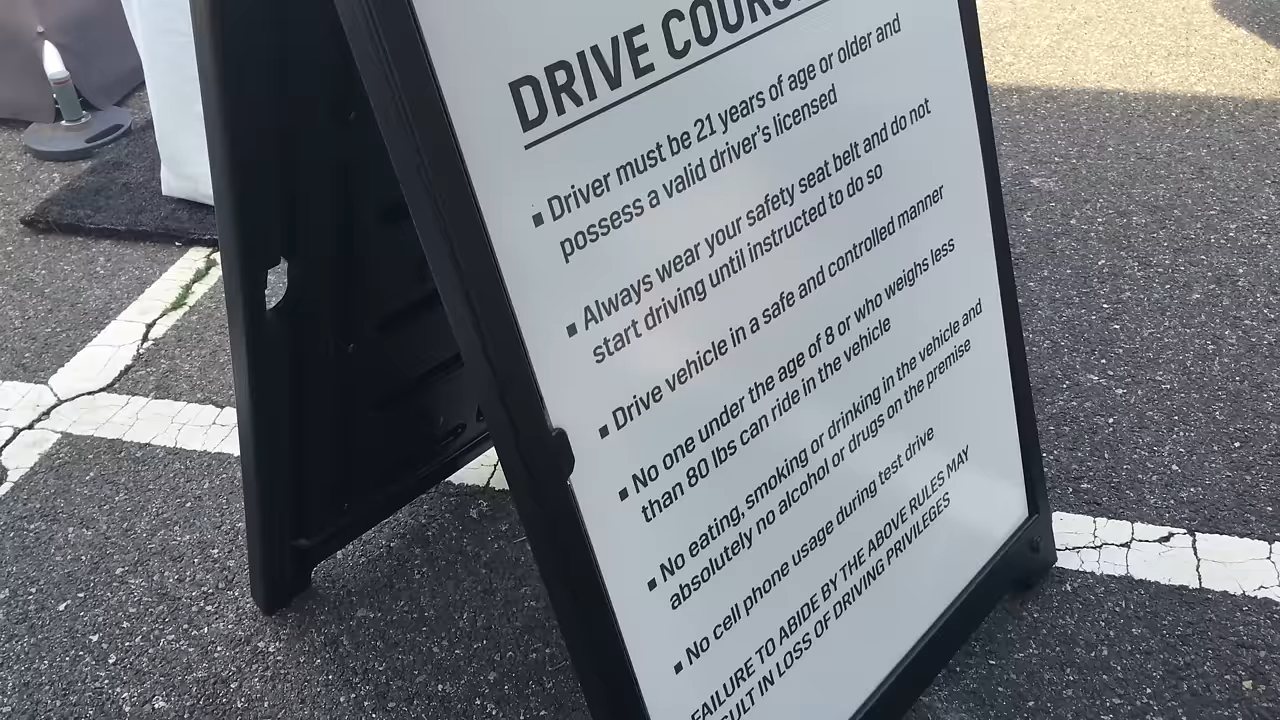 DRIVE
▪ Driver must be 21 years of age or older and
possess a valid driver's licensed
▪ Always wear your safety seat belt and do not
start driving until instructed to do so
▪ Drive vehicle in a safe and controlled manner
▪ No one under the age of 8 or who weighs less
than 80 lbs can ride in the vehicle
▪ No eating, smoking or drinking in the vehicle and
absolutely no alcohol or drugs on the premise
▪ No cell phone usage during test drive
FAILURE TO ABIDE BY THE ABOVE RULES MAY
IN LOSS OF DRIVING PRIVILEGES